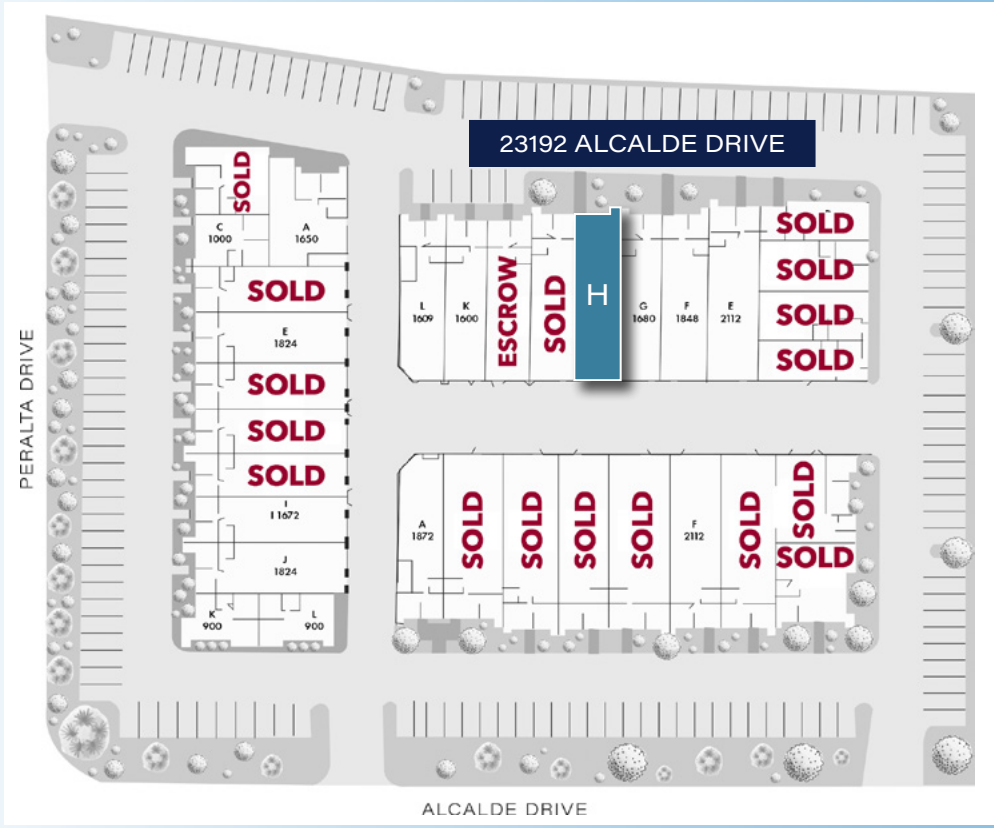 23192 ALCALDE DRIVE
SOLD
C
1000
A
1650
SOLD
E
1824
SOLD
SOLD
SOLD
I
I 1672
J
1824
K
900
L
900
L
1609
K
1600
ESCROW
SOLD
H
G
1680
F
1848
E
2112
SOLD
SOLD
SOLD
SOLD
A
1872
SOLD
SOLD
SOLD
SOLD
F
2112
SOLD
SOLD
SOLD
PERALTA DRIVE
ALCALDE DRIVE